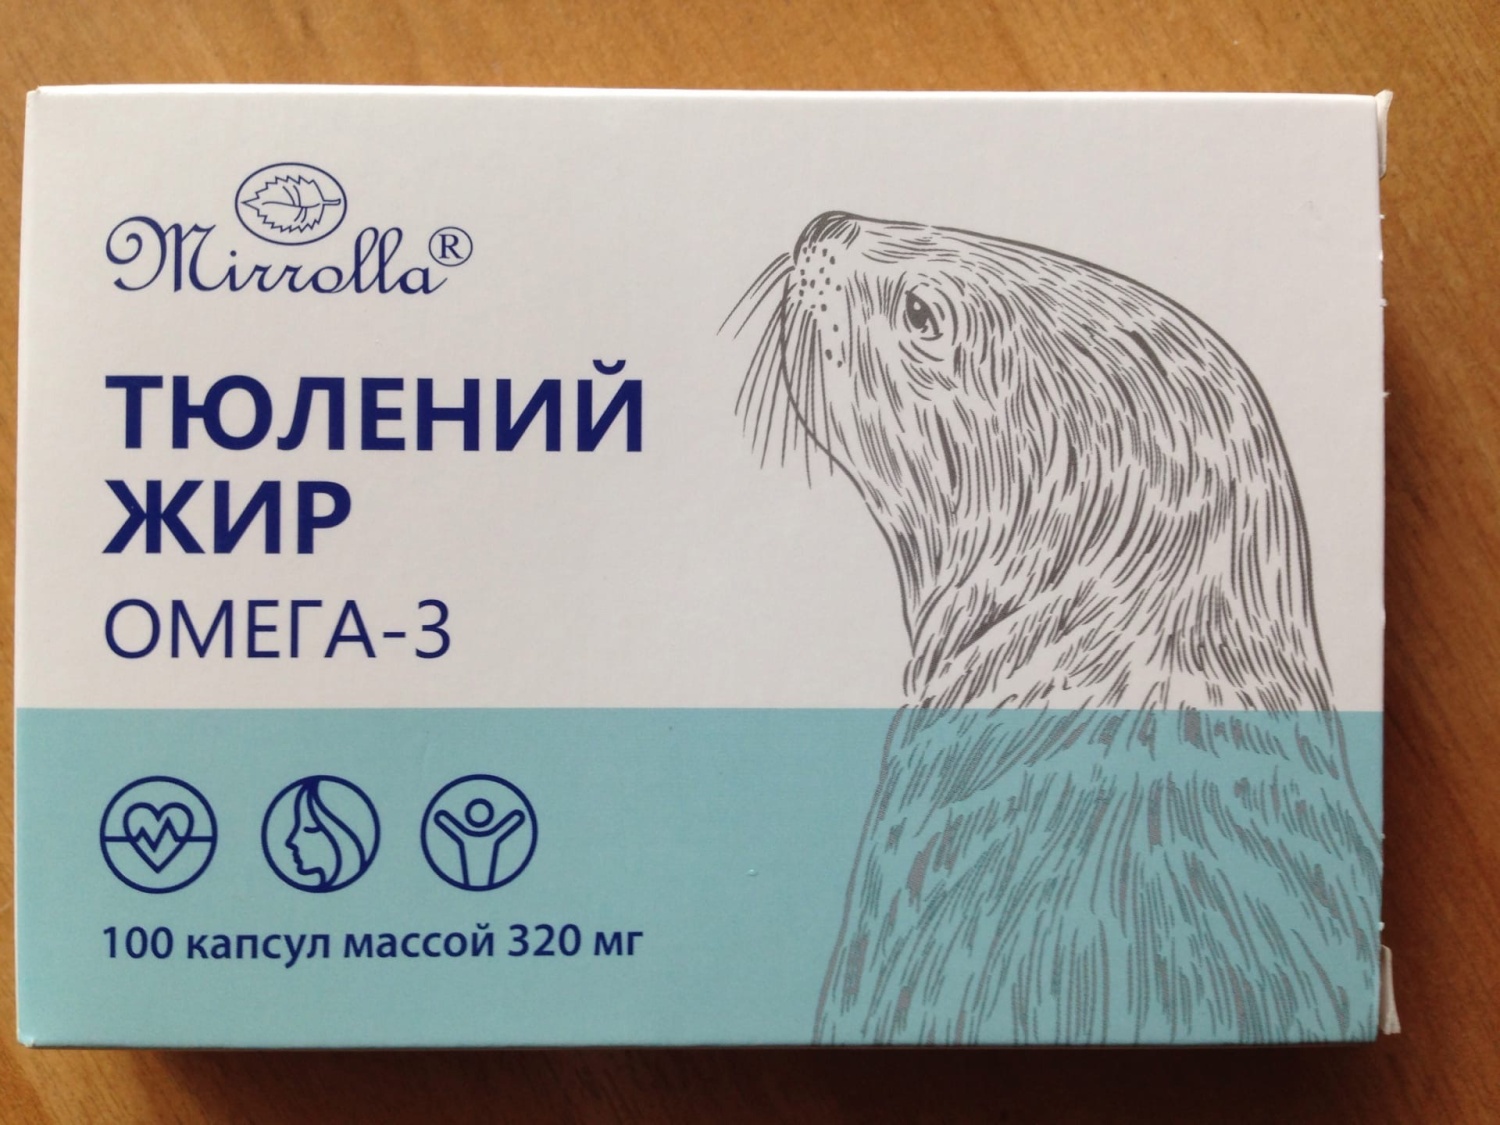 Mirrolla®
ТЮЛЕНИЙ
ЖИР
ОМЕГА-3
100 капсул массой 320 мг